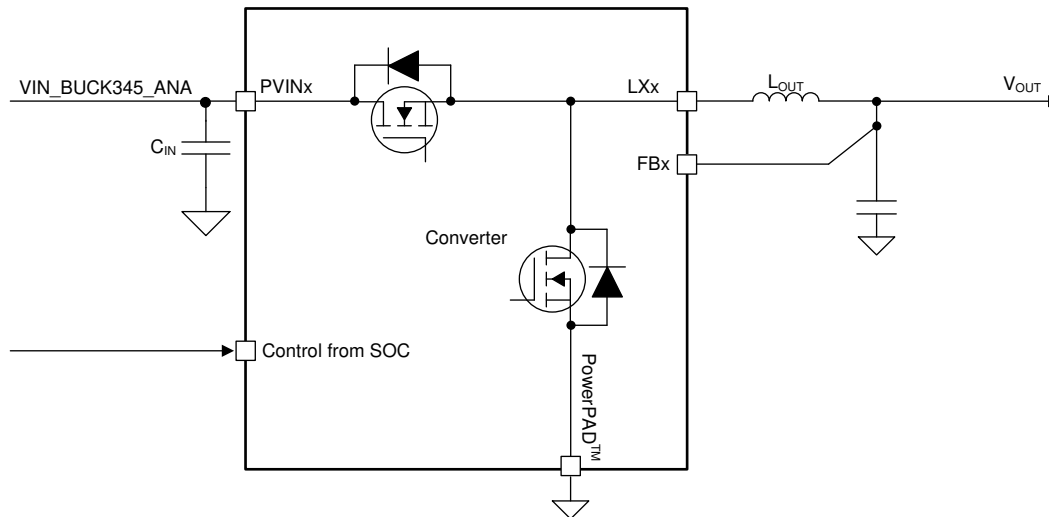 VIN_BUCK345_ANA
PVINx
LXx
LOUT
VOUT
CIN
FBx
Converter
Control from SOC
PowerPAD™